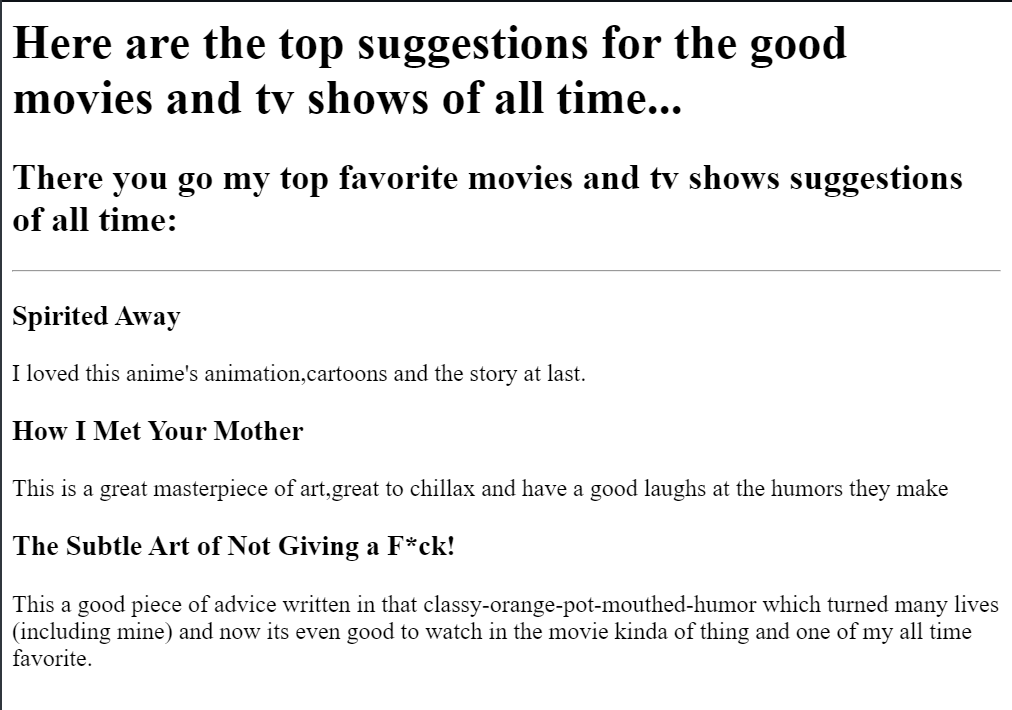 Here are the top suggestions for the good
movies and tv shows of all time...
There you go my top favorite movies and tv shows suggestions
of all time:
Spirited Away
I loved this anime's animation,cartoons and the story at last.
How I Met Your Mother
This is a great masterpiece of art,great to chillax and have a good laughs at the humors they make
The Subtle Art of Not Giving a F*ck!
This a good piece of advice written in that classy-orange-pot-mouthed-humor which turned many lives
(including mine) and now its even good to watch in the movie kinda of thing and one of my all time
favorite.